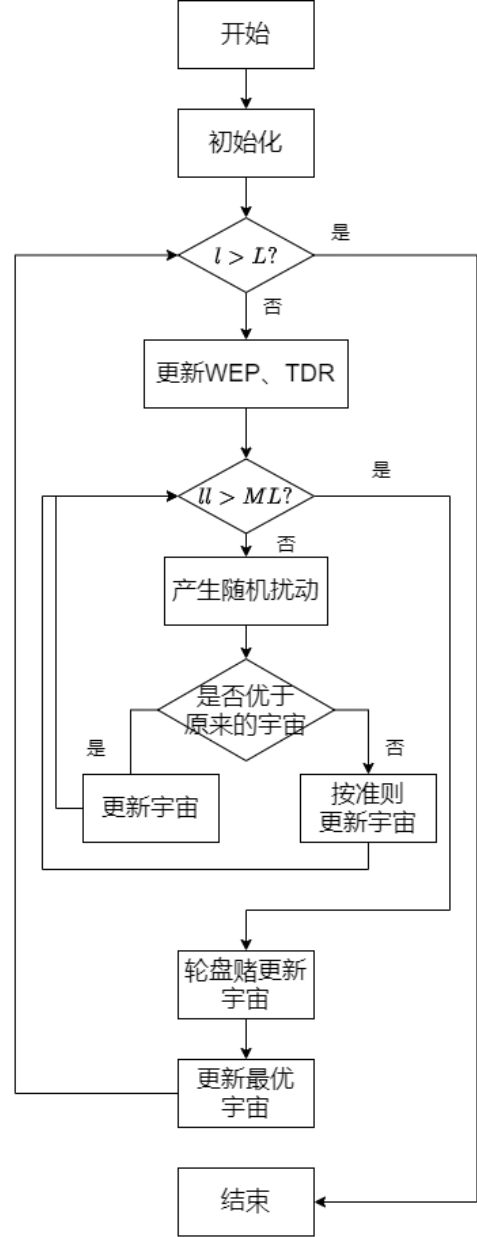 开始
初始化
l > L?
是
否
更新WEP、TDR
ll > ML?
是
否
产生随机扰动
是否优于
原来的宇宙
是
否
更新宇宙
按准则
更新宇宙
轮盘赌更新
宇宙
更新最优
宇宙
结束